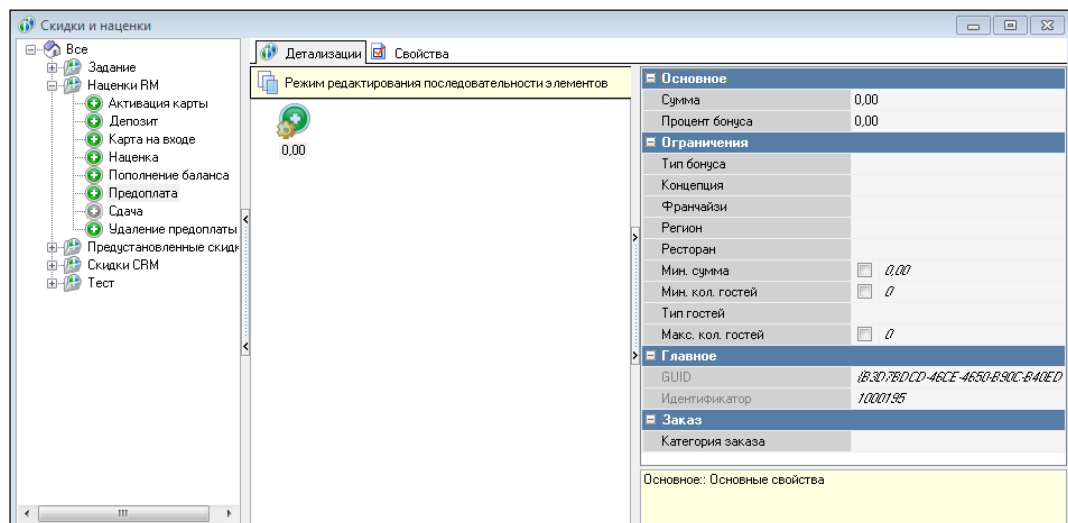 Скидки и наценки
Все
Задание
Наценки RM
Активация карты
Депозит
Карта на входе
Наценка
Пополнение баланса
Предоплата
Сдача
Удаление предоплаты
Предустановленные скидк
Скидки CRM
Тест
Детализации Свойства
Режим редактирования последовательности элементов
0,00
Основное
Сумма 0,00
Процент бонуса 0,00
Ограничения
Тип бонуса
Концепция
Франчайзи
Регион
Ресторан
Мин. сумма 0,00
Мин. кол. гостей 0
Тип гостей
Макс. кол. гостей 0
Главное
GUID {B3D7BDCD-46CE-4650-B90C-B40ED
Идентификатор 1000195
Заказ
Категория заказа
Основное:: Основные свойства